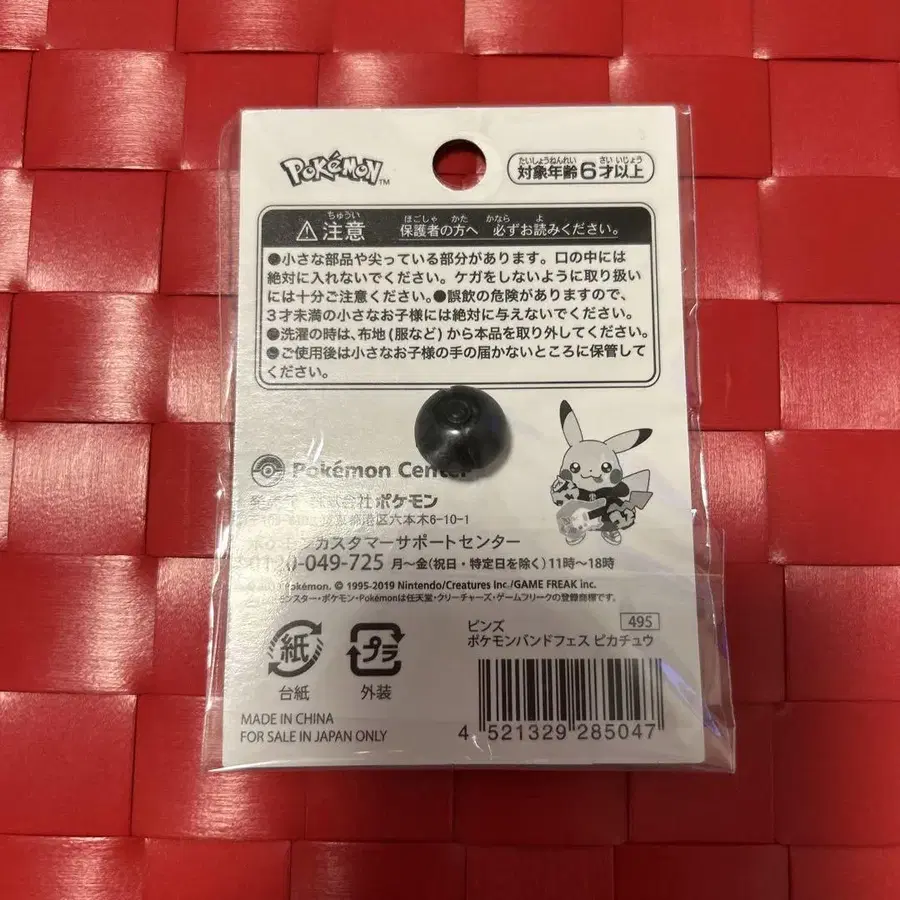 POKéMON™
たいしょうねんれい さい いじょう
対象年齢6才以上
ちゅうい ほごしゃ かた かなら よ
⚠注意 保護者の方へ 必ずお読みください。
●小さな部品や尖っている部分があります。口の中には
絶対に入れないでください。ケガをしないように取り扱い
には十分ご注意ください。●誤飲の危険がありますので、
3才未満の小さなお子様には絶対に与えないでください。
●洗濯の時は、布地(服など)から本品を取り外してください。
●ご使用後は小さなお子様の手の届かないところに保管して
ください。
Pokémon Center
株式会社 ポケモン
六本木6-10-1
カスタマーサポートセンター
0120-049-725 月〜金(祝日・特定日を除く)11時〜18時
Pokémon. © 1995-2019 Nintendo/Creatures Inc./GAME FREAK inc.
モンスター・ポケモン・Pokémonは任天堂・クリーチャーズ・ゲームフリークの登録商標です。
紙
台紙
プラ
外装
ピンズ 495
ポケモンバンドフェス ピカチュウ
MADE IN CHINA
FOR SALE IN JAPAN ONLY
4 521329 285047